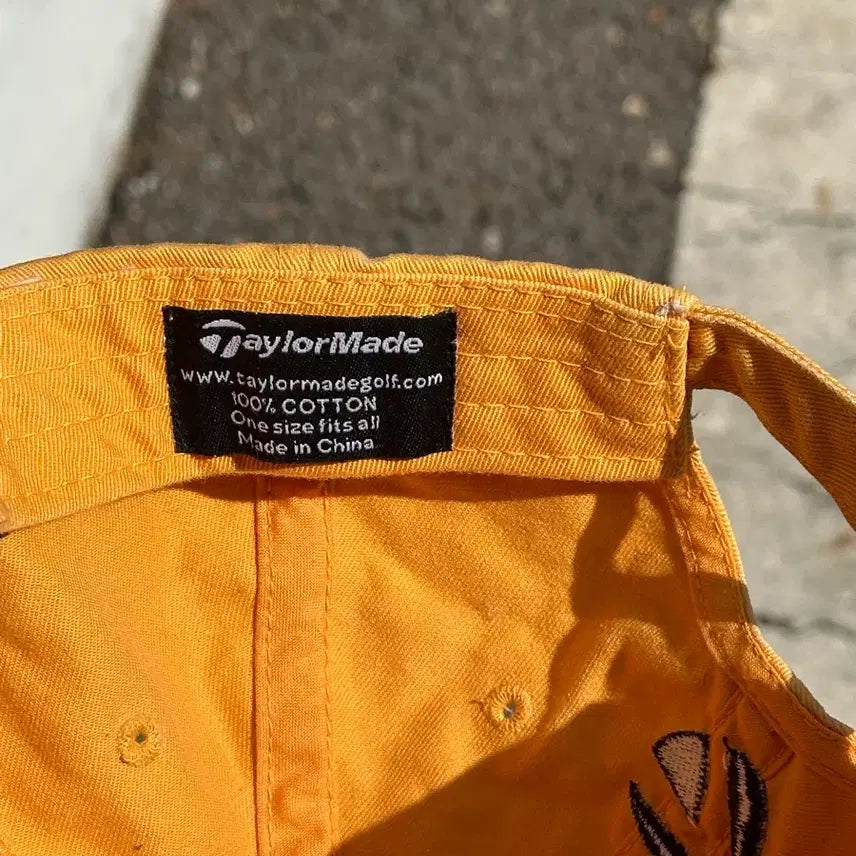 TaylorMade
www.taylormadegolf.com
100% COTTON
One size fits all
Made in China